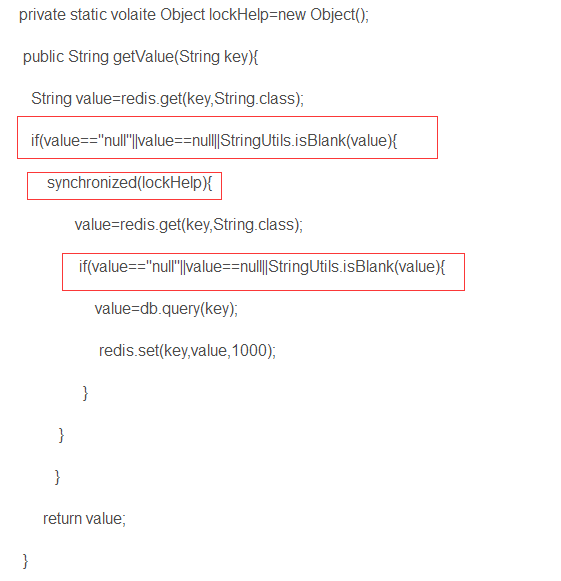 private static volaite Object lockHelp=new Object();
public String getValue(String key){
String value=redis.get(key,String.class);
if(value=="null"||value==null||StringUtils.isBlank(value){
synchronized(lockHelp){
value=redis.get(key,String.class);
if(value=="null"||value==null||StringUtils.isBlank(value){
value=db.query(key);
redis.set(key,value,1000);
}
}
}
return value;
}